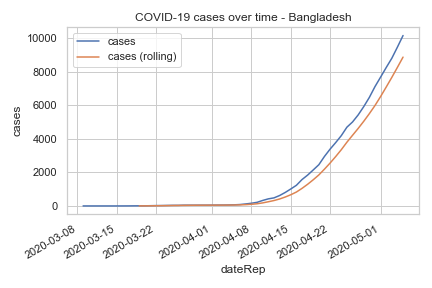 COVID-19 cases over time - Bangladesh
cases
cases (rolling)
10000
8000
6000
4000
2000
0
cases
2020-03-08
2020-03-15
2020-03-22
2020-04-01
2020-04-08
2020-04-15
2020-04-22
2020-05-01
dateRep